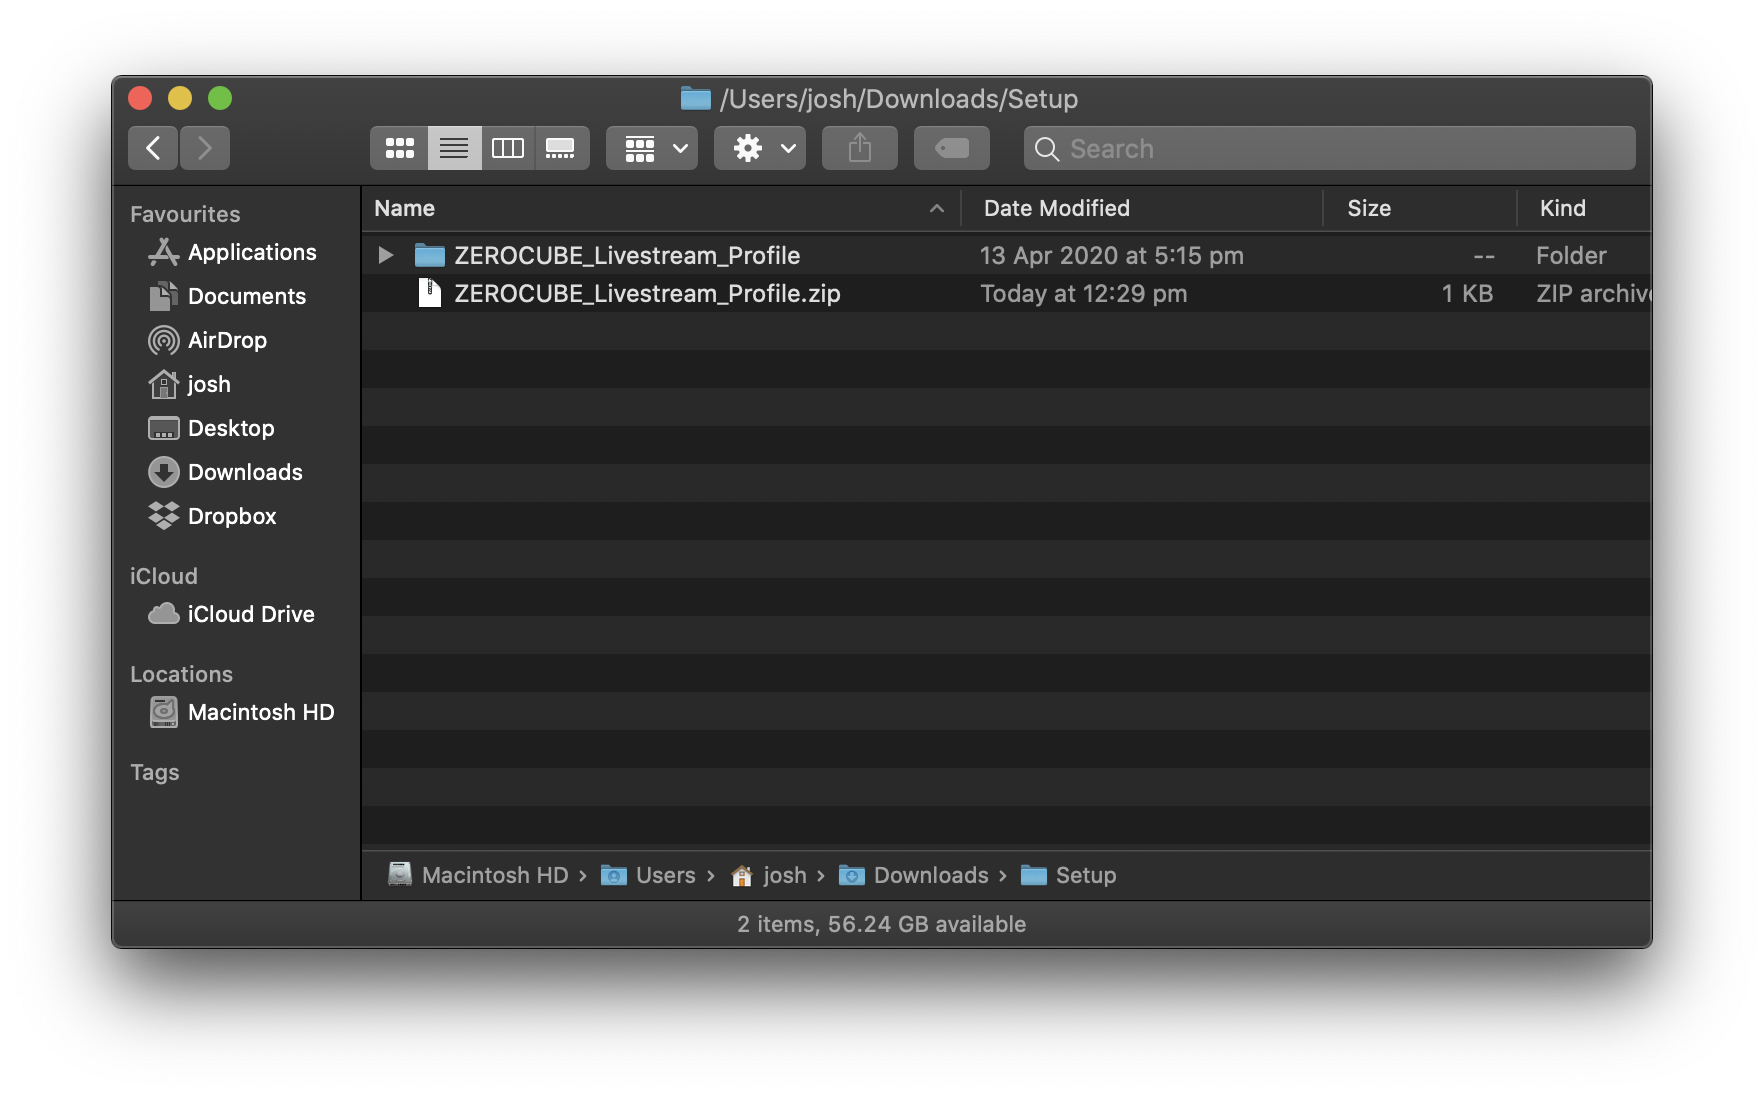 /Users/josh/Downloads/Setup
Search
Favourites
Applications
Documents
AirDrop
josh
Desktop
Downloads
Dropbox
iCloud
iCloud Drive
Locations
Macintosh HD
Tags
Name Date Modified Size Kind
ZEROCUBE_Livestream_Profile 13 Apr 2020 at 5:15 pm -- Folder
ZEROCUBE_Livestream_Profile.zip Today at 12:29 pm 1 KB ZIP archive
Macintosh HD › Users › josh › Downloads › Setup
2 items, 56.24 GB available